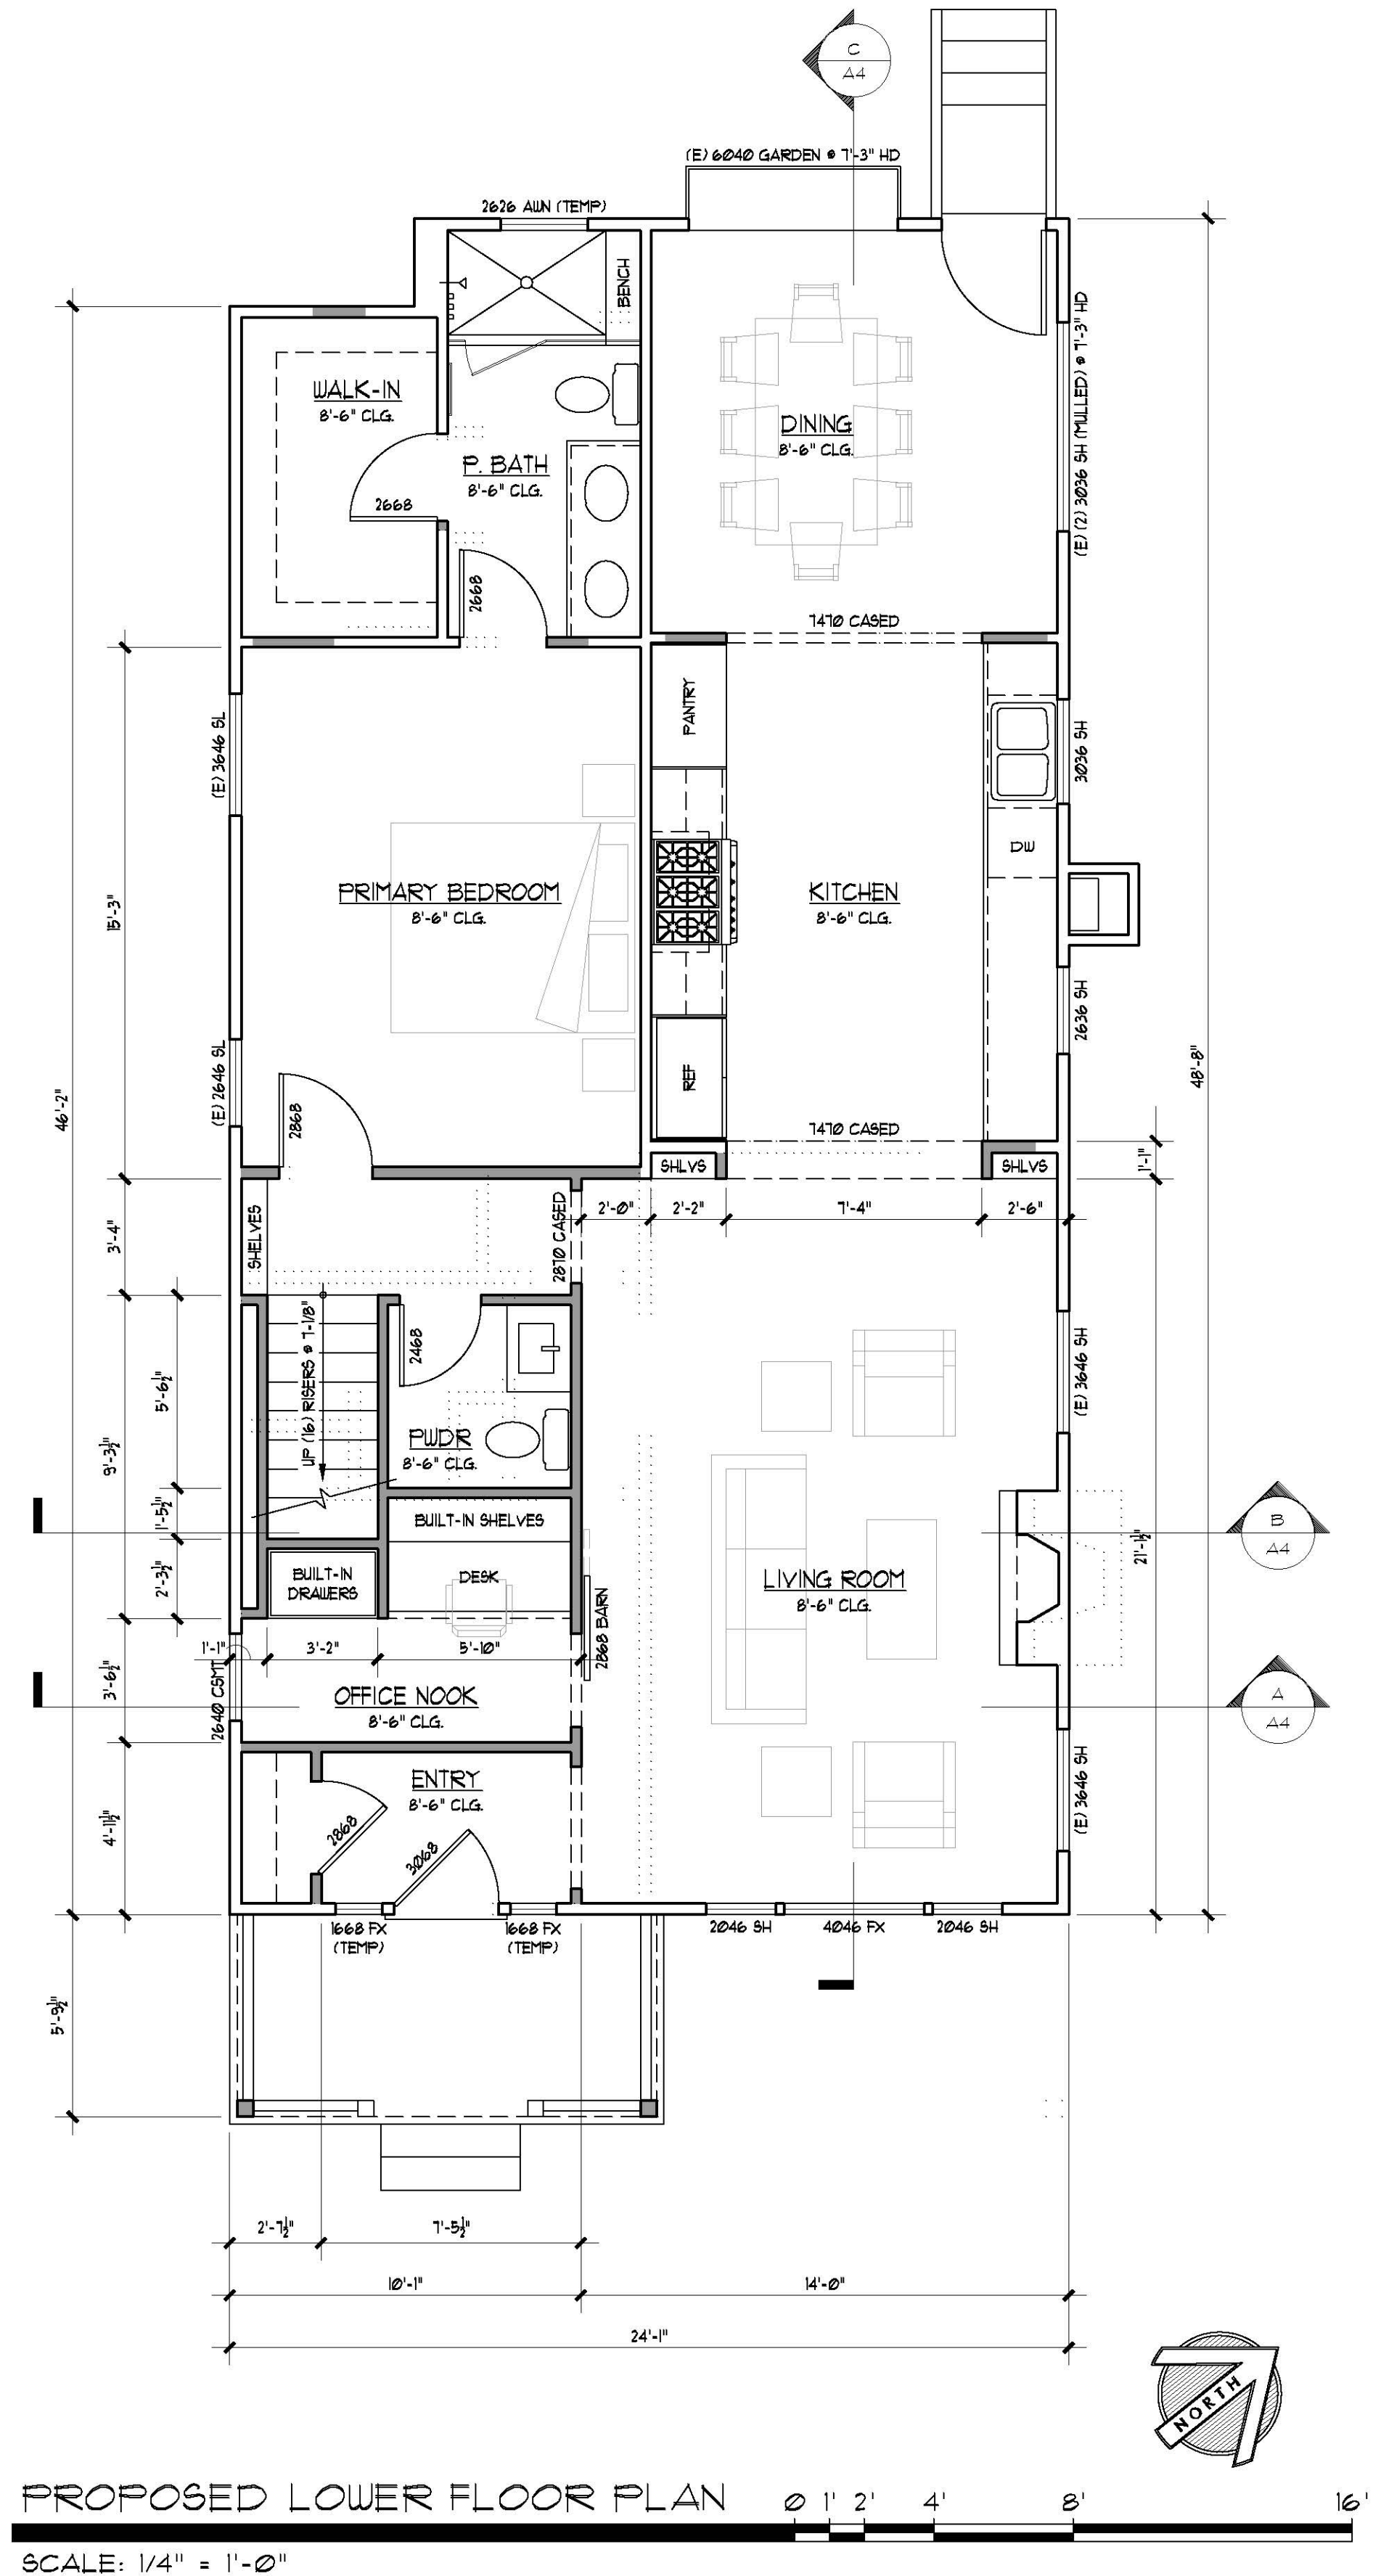 C
A4
(E) 6040 GARDEN @ 7'-3" HD
2626 AWN (TEMP)
BENCH
(E) (2) 3036 SH (MULLED) @ 7'-3" HD
WALK-IN
8'-6" CLG.
DINING
8'-6" CLG.
P. BATH
8'-6" CLG.
2668
2668
7470 CASED
PANTRY
(E) 3646 SL
3036 SH
DW
PRIMARY BEDROOM
8'-6" CLG.
KITCHEN
8'-6" CLG.
15'-3"
2636 SH
REF
(E) 2646 SL
2868
46'-2"
48'-8"
7470 CASED
SHLVS
SHLVS
1'-1"
SHELVES
3'-4"
2870 CASED
2'-0"
2'-2"
7'-4"
2'-6"
UP (16) RISERS @ 7-1/8"
2468
(E) 3646 SH
5'-6½"
9'-3½"
PWDR
8'-6" CLG.
1'-5½"
BUILT-IN SHELVES
B
A4
21'-1½"
2'-3½"
BUILT-IN
DRAWERS
DESK
LIVING ROOM
8'-6" CLG.
2868 BARN
1'-1"
3'-2"
5'-10"
3'-6½"
2640 CSMT
OFFICE NOOK
8'-6" CLG.
A
A4
ENTRY
8'-6" CLG.
(E) 3646 SH
4'-11½"
2868
3068
1668 FX
(TEMP)
1668 FX
(TEMP)
2046 SH
4046 FX
2046 SH
5'-9½"
2'-7½"
7'-5½"
10'-1"
14'-0"
24'-1"
NORTH
PROPOSED LOWER FLOOR PLAN
0 1' 2' 4' 8' 16'
SCALE: 1/4" = 1'-0"